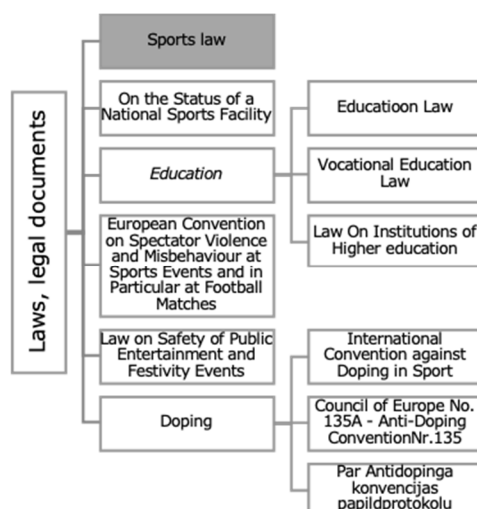 Laws, legal documents
Sports law
On the Status of a
National Sports Facility
Education
Educatioon Law
Vocational Education
Law
Law On Institutions of
Higher education
European Convention
on Spectator Violence
and Misbehaviour at
Sports Events and in
Particular at Football
Matches
Law on Safety of Public
Entertainment and
Festivity Events
Doping
International
Convention against
Doping in Sport
Council of Europe No.
135A - Anti-Doping
ConventionNr.135
Par Antidopinga
konvencijas
papildprotokolu